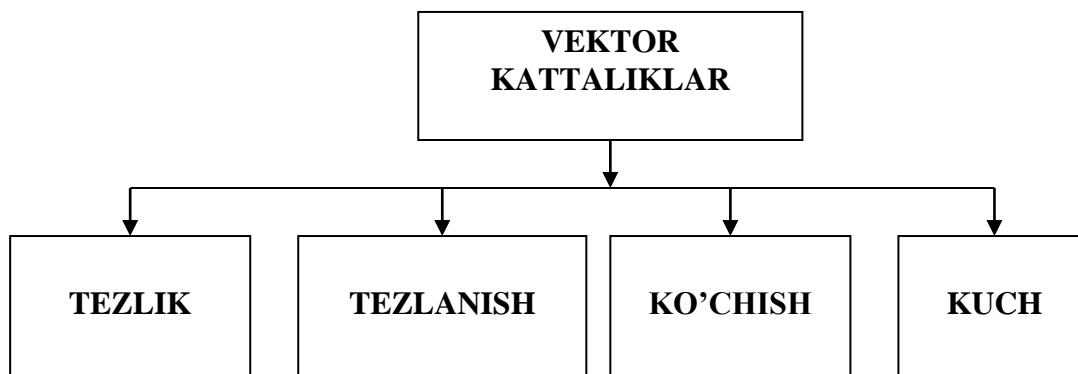 VEKTOR
KATTALIKLAR
TEZLIK
TEZLANISH
KO’CHISH
KUCH